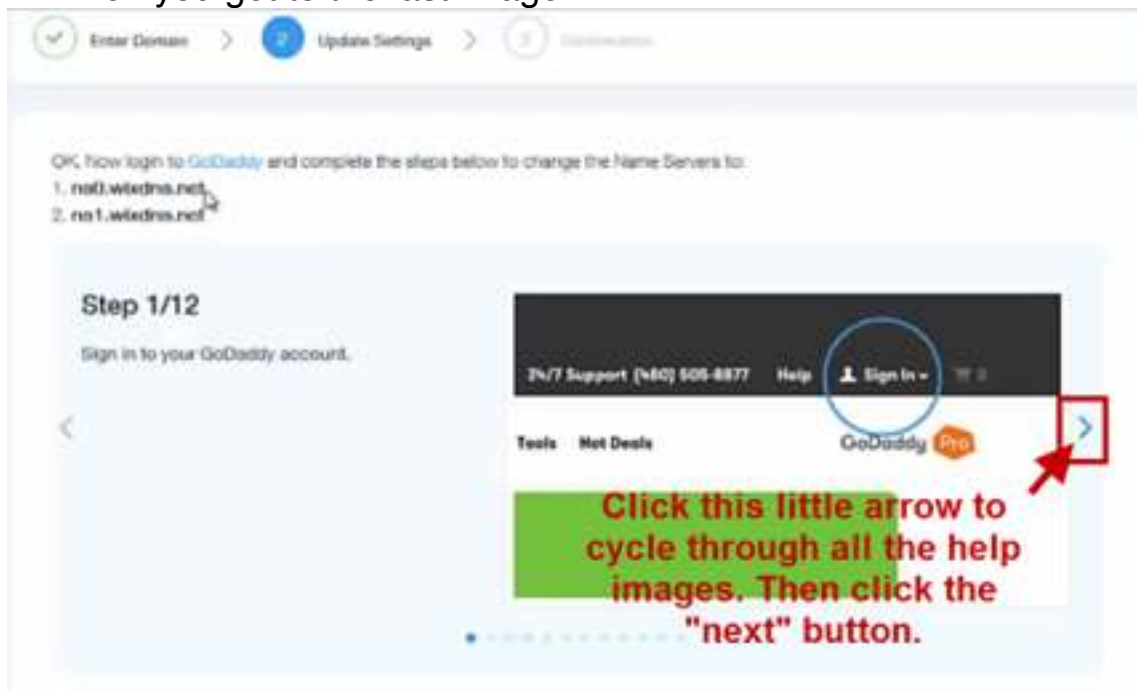 Enter Domain > 2 Update Settings > 3
OK, Now login to GoDaddy and complete the steps below to change the Name Servers to:
1. ns0.wixdns.net
2. ns1.wixdns.net
Step 1/12
Sign in to your GoDaddy account.
24/7 Support (480) 505-8877 Help Sign In 0
Tools Hot Deals GoDaddy Pro
Click this little arrow to
cycle through all the help
images. Then click the
"next" button.